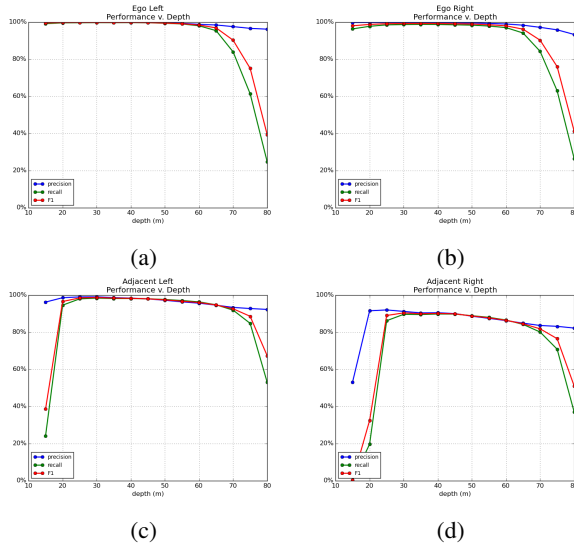 Ego Left
Performance v. Depth
100%
80%
60%
40%
20%
0%
precision
recall
F1
10 20 30 40 50 60 70 80
depth (m)
(a)
Ego Right
Performance v. Depth
100%
80%
60%
40%
20%
0%
precision
recall
F1
10 20 30 40 50 60 70 80
depth (m)
(b)
Adjacent Left
Performance v. Depth
100%
80%
60%
40%
20%
0%
precision
recall
F1
10 20 30 40 50 60 70 80
depth (m)
(c)
Adjacent Right
Performance v. Depth
100%
80%
60%
40%
20%
0%
precision
recall
F1
10 20 30 40 50 60 70 80
depth (m)
(d)